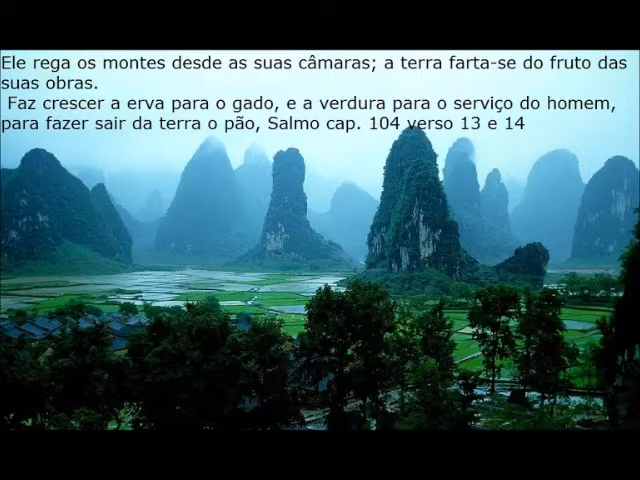 Ele rega os montes desde as suas câmaras; a terra farta-se do fruto das
suas obras.
Faz crescer a erva para o gado, e a verdura para o serviço do homem,
para fazer sair da terra o pão, Salmo cap. 104 verso 13 e 14